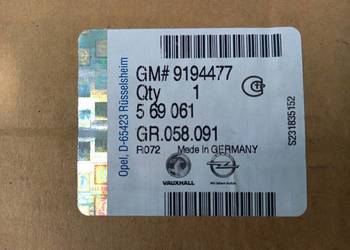 Opel, D-65423 Rüsselsheim
GM# 9194477
Qty 1
5 69 061
GR.058.091
R072 Made in GERMANY
VAUXHALL
S231835152